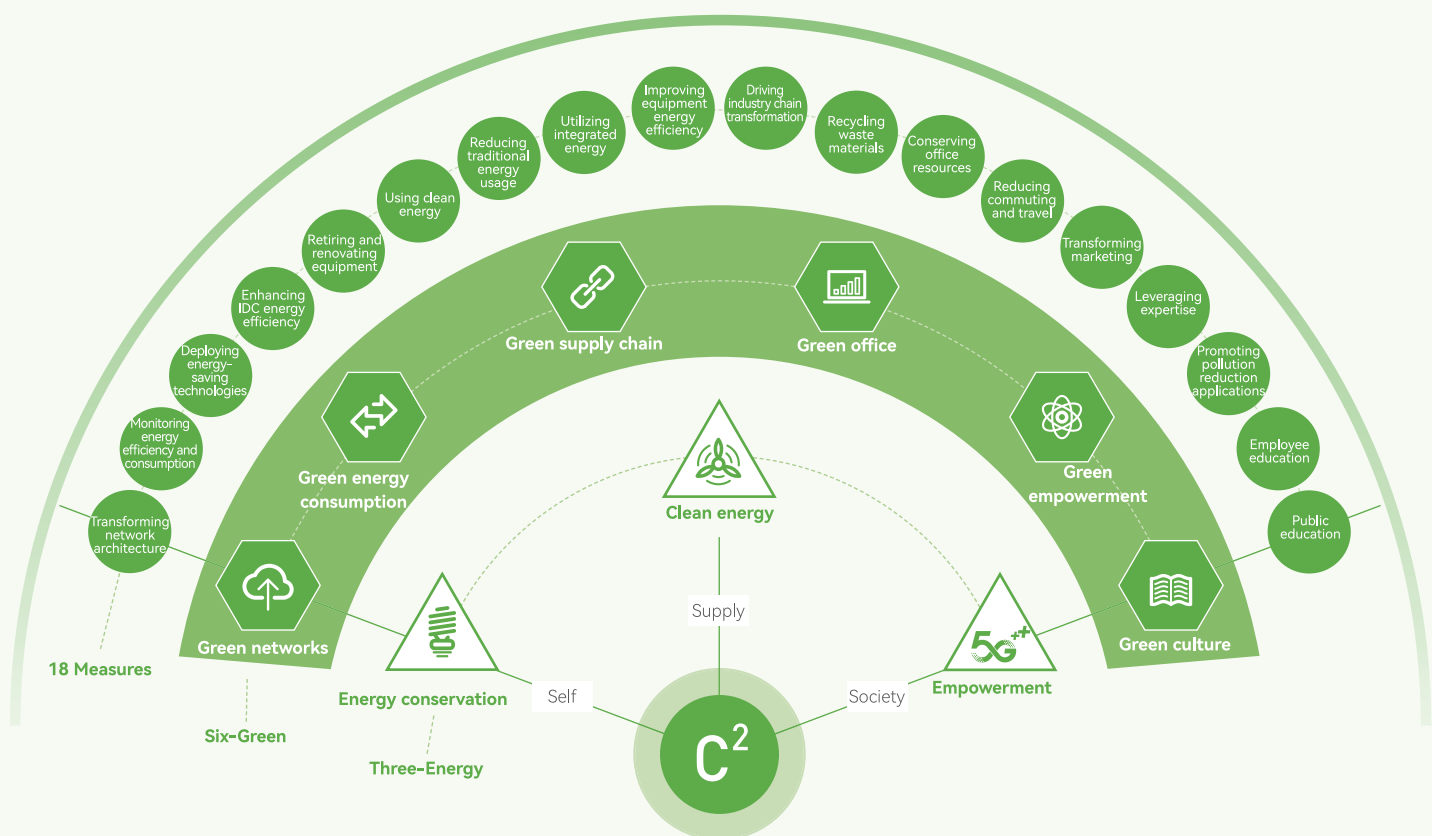 Improving
equipment
energy
efficiency
Driving
industry chain
transformation
Utilizing
integrated
energy
Recycling
waste
materials
Reducing
traditional
energy
usage
Conserving
office
resources
Using clean
energy
Reducing
commuting
and travel
Retiring and
renovating
equipment
Transforming
marketing
Enhancing
IDC energy
efficiency
Leveraging
expertise
Deploying
energy-
saving
technologies
Promoting
pollution
reduction
applications
Monitoring
energy
efficiency and
consumption
Employee
education
Transforming
network
architecture
Public
education
Green supply chain
Green office
Green energy
consumption
Green
empowerment
Green networks
Green culture
Clean energy
Supply
Energy conservation
Self
Society
5G++
Empowerment
18 Measures
Six-Green
Three-Energy
C²